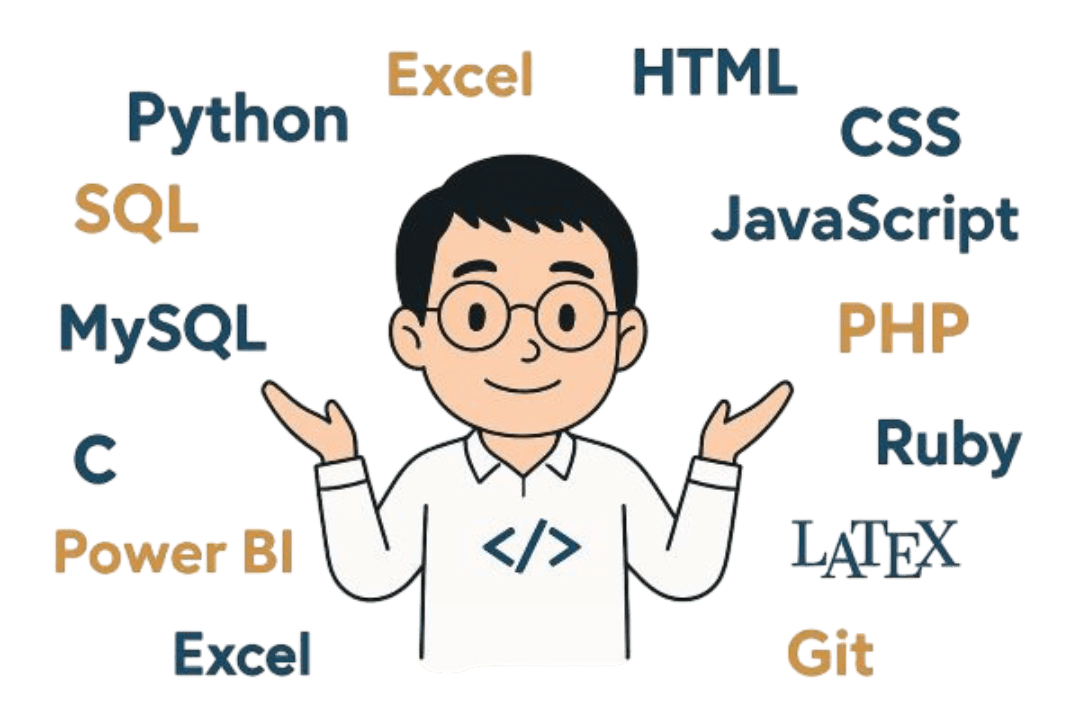 Excel
HTML
Python
CSS
SQL
JavaScript
MySQL
PHP
C
Ruby
Power BI
LATEX
</>
Excel
Git